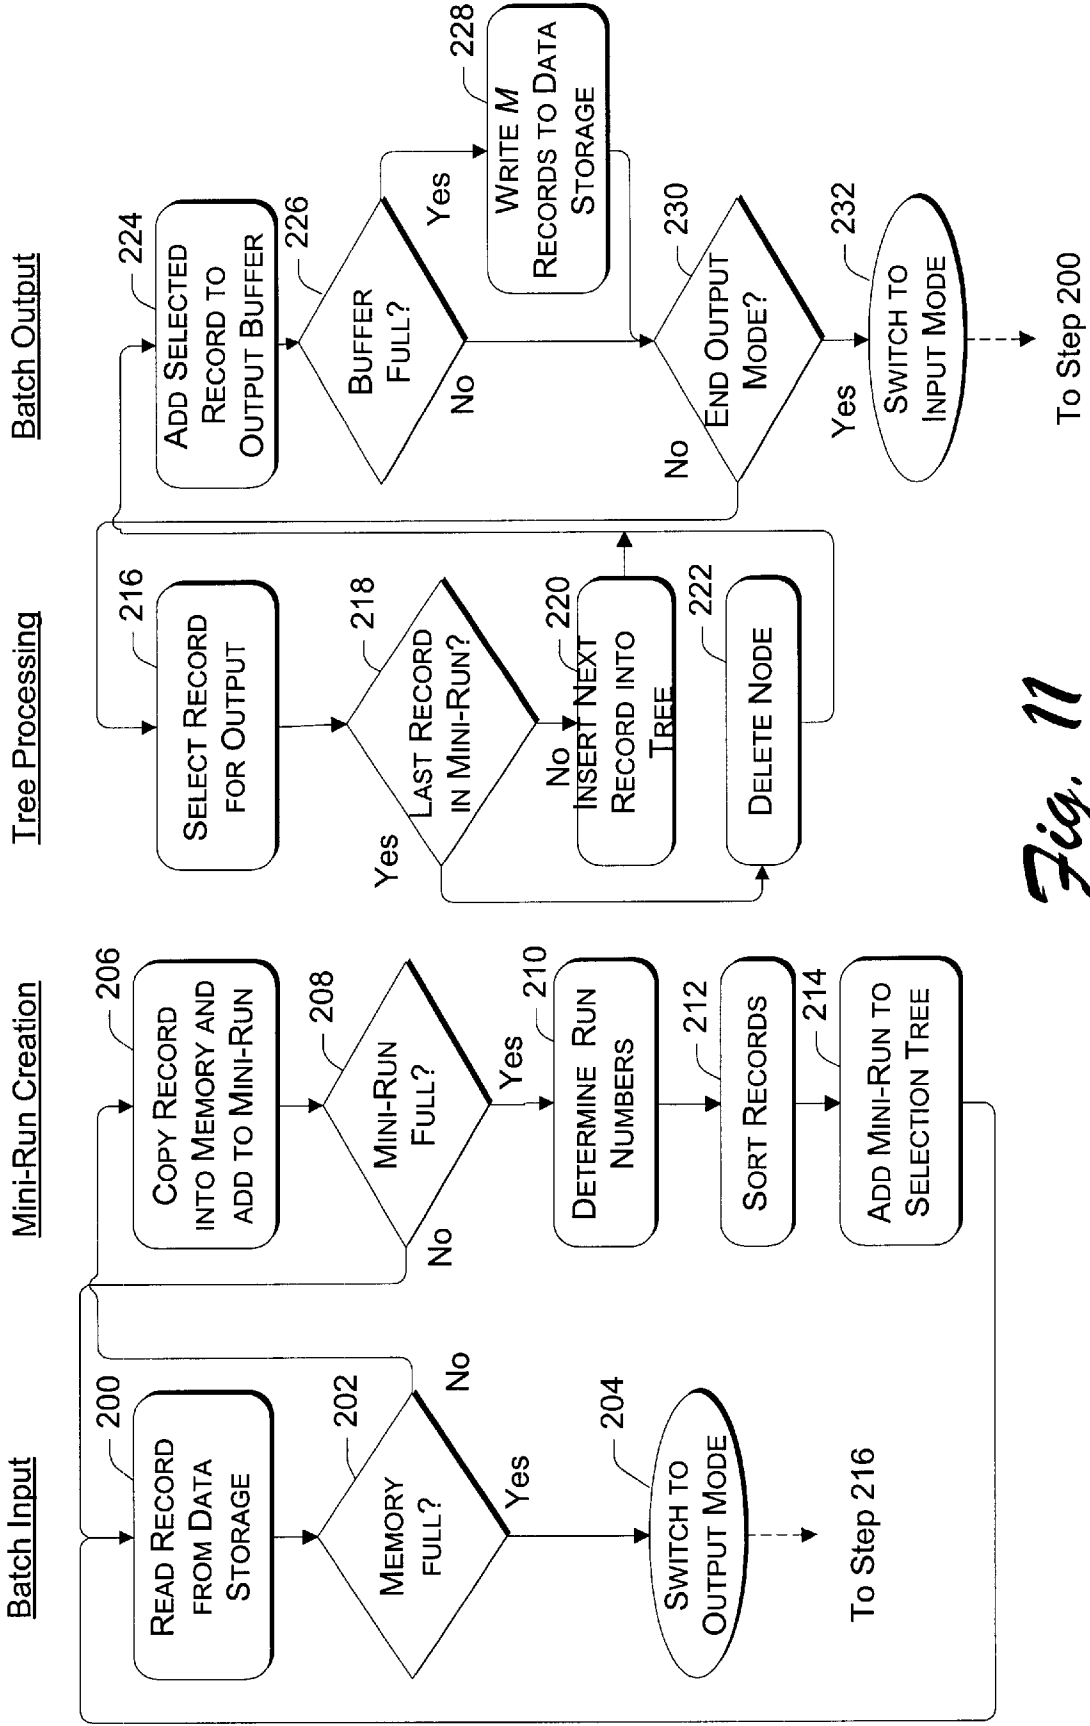 Batch Input
200
READ RECORD
FROM DATA
STORAGE
202
MEMORY
FULL?
No
Yes
204
SWITCH TO
OUTPUT MODE
To Step 216
Mini-Run Creation
206
COPY RECORD
INTO MEMORY AND
ADD TO MINI-RUN
208
MINI-RUN
FULL?
No
Yes
210
DETERMINE RUN
NUMBERS
212
SORT RECORDS
214
ADD MINI-RUN TO
SELECTION TREE
Tree Processing
216
SELECT RECORD
FOR OUTPUT
218
LAST RECORD
IN MINI-RUN?
Yes
No
220
INSERT NEXT
RECORD INTO
TREE
222
DELETE NODE
Batch Output
224
ADD SELECTED
RECORD TO
OUTPUT BUFFER
226
BUFFER
FULL?
Yes
No
228
WRITE M
RECORDS TO DATA
STORAGE
230
END OUTPUT
MODE?
No
Yes
232
SWITCH TO
INPUT MODE
To Step 200
Fig. 11